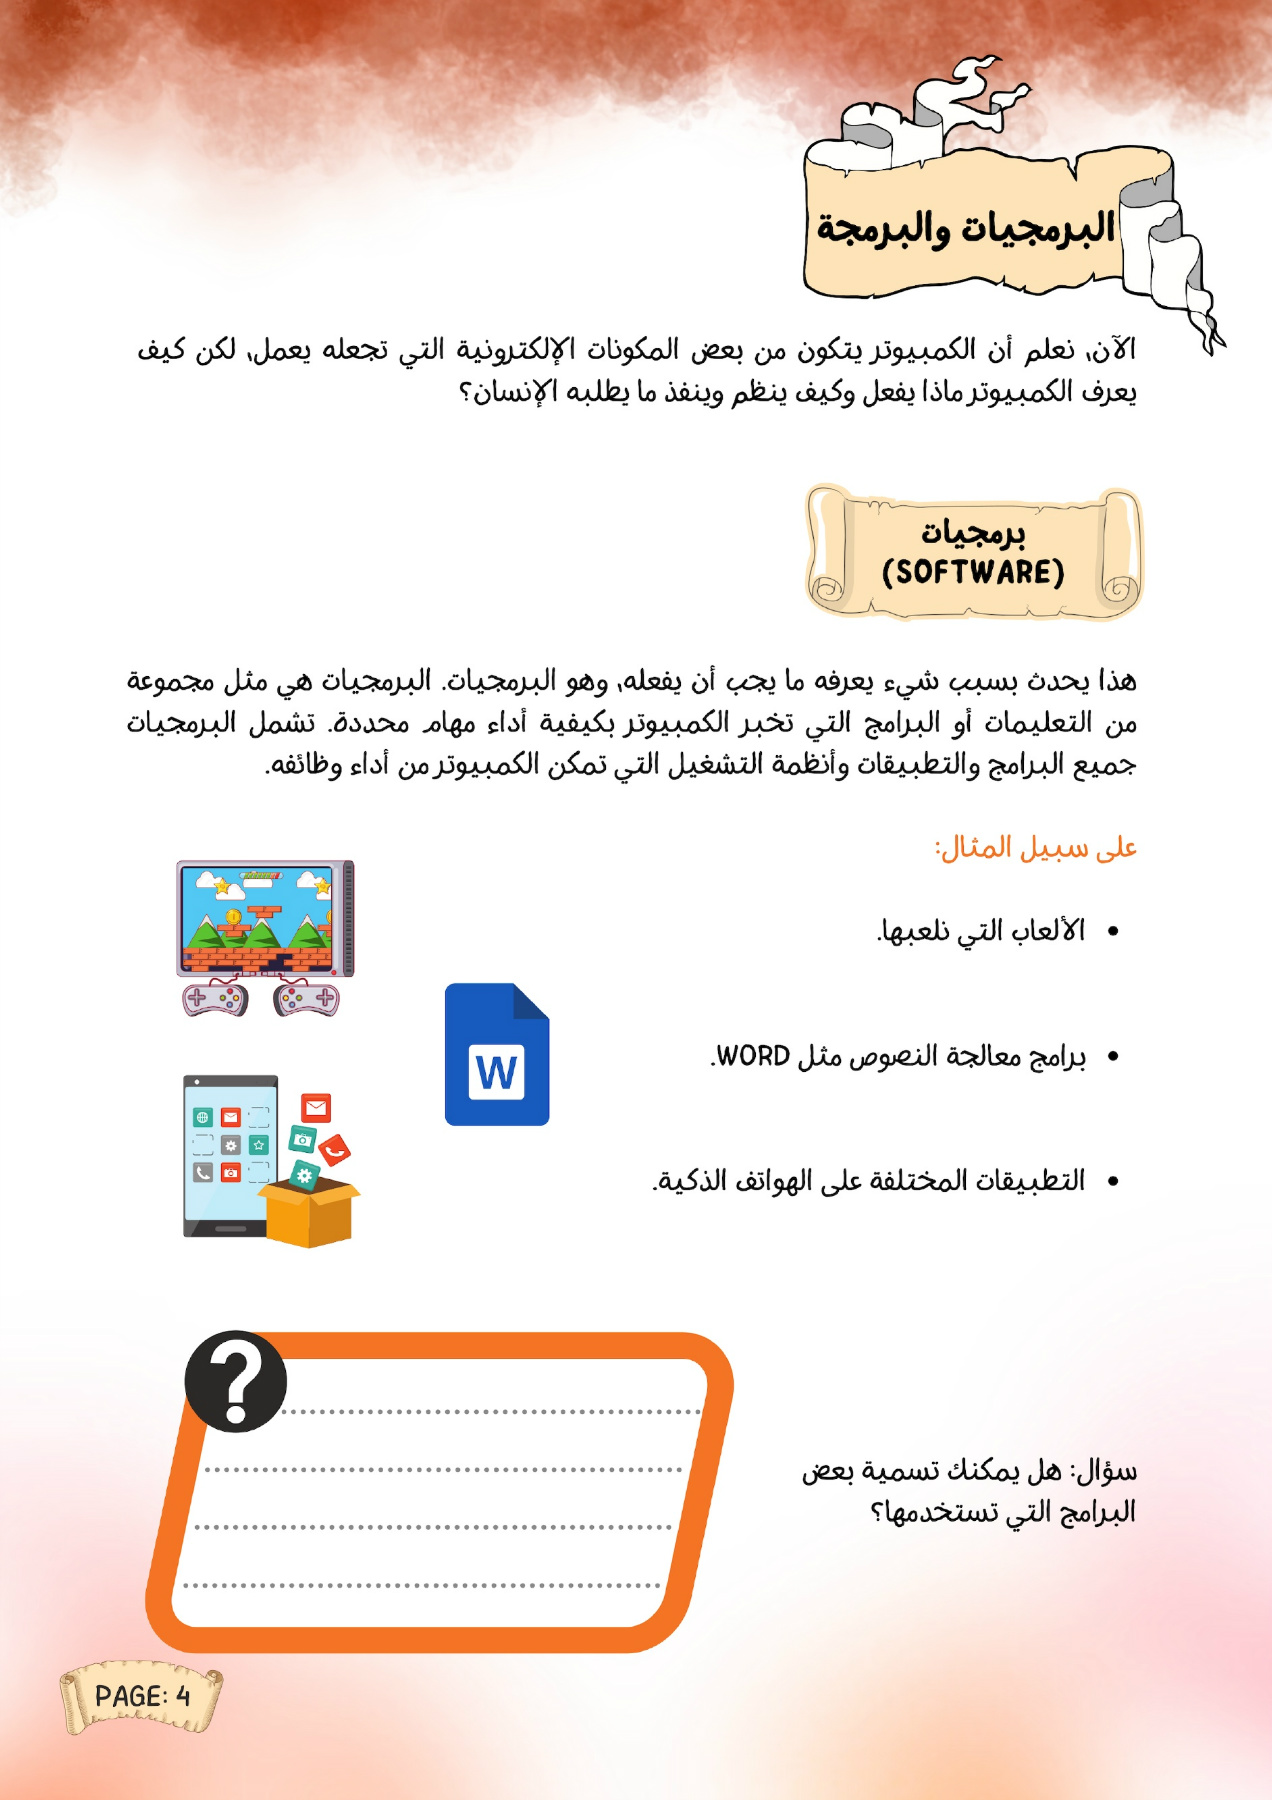 البرمجيات والبرمجة
الآن، نعلم أن الكمبيوتر يتكون من بعض المكونات الإلكترونية التي تجعله يعمل، لكن كيف
يعرف الكمبيوتر ماذا يفعل وكيف ينظم وينفذ ما يطلبه الإنسان؟
برمجيات
(SOFTWARE)
هذا يحدث بسبب شيء يعرفه ما يجب أن يفعله، وهو البرمجيات. البرمجيات هي مثل مجموعة
من التعليمات أو البرامج التي تخبر الكمبيوتر بكيفية أداء مهام محددة. تشمل البرمجيات
جميع البرامج والتطبيقات وأنظمة التشغيل التي تمكن الكمبيوتر من أداء وظائفه.
على سبيل المثال:
• الألعاب التي نلعبها.
• برامج معالجة النصوص مثل WORD.
W
• التطبيقات المختلفة على الهواتف الذكية.
?
سؤال: هل يمكنك تسمية بعض
البرامج التي تستخدمها؟
PAGE: 4